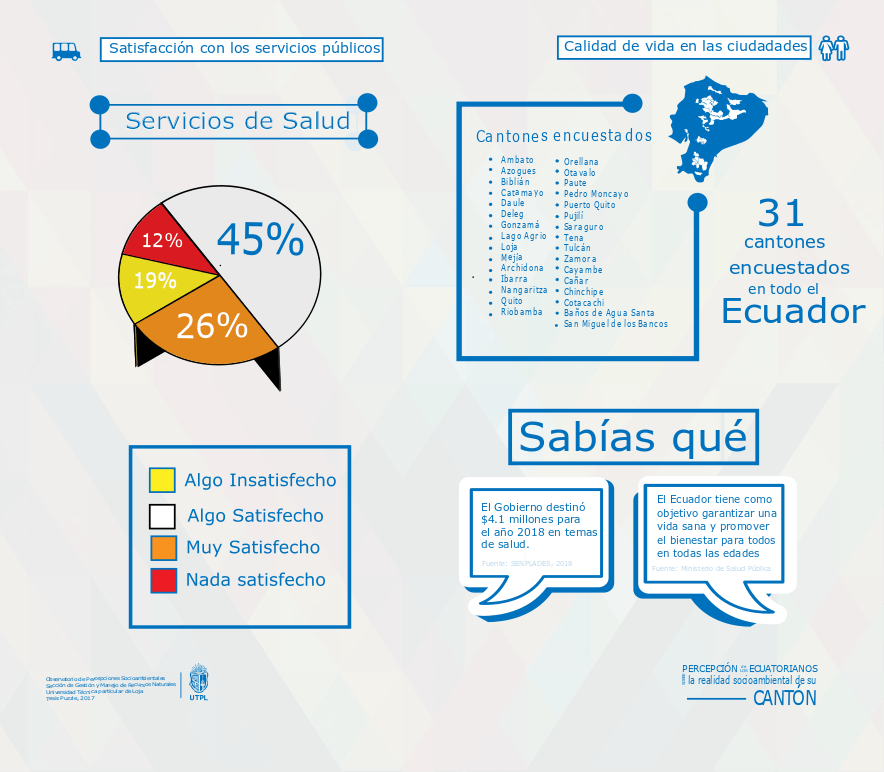 Satisfacción con los servicios públicos
Servicios de Salud
45%
12%
19%
26%
Algo Insatisfecho
Algo Satisfecho
Muy Satisfecho
Nada satisfecho
Observatorio de Percepciones Socioambientales
Sección de Gestión y Manejo de Recursos Naturales
Universidad Técnica particular de Loja
Tesis Puzzle, 2017
UTPL
Calidad de vida en las ciudadades
Cantones encuestados
Ambato
Azogues
Biblián
Catamayo
Daule
Deleg
Gonzamá
Lago Agrio
Loja
Mejía
Archidona
Ibarra
Nangaritza
Quito
Riobamba
Orellana
Otavalo
Paute
Pedro Moncayo
Puerto Quito
Pujilí
Saraguro
Tena
Tulcán
Zamora
Cayambe
Cañar
Chinchipe
Cotacachi
Baños de Agua Santa
San Miguel de los Bancos
31
cantones
encuestados
en todo el
Ecuador
Sabías qué
El Gobierno destinó
$4.1 millones para
el año 2018 en temas
de salud.
Fuente: SENPLADES, 2018
El Ecuador tiene como
objetivo garantizar una
vida sana y promover
el bienestar para todos
en todas las edades
Fuente: Ministerio de Salud Pública
PERCEPCIÓN ECUATORIANOS
la realidad socioambiental de su
CANTÓN